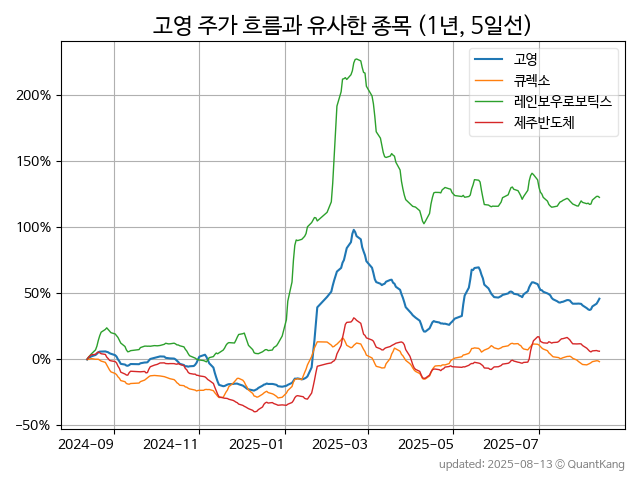 고영 주가 흐름과 유사한 종목 (1년, 5일선)
고영
큐렉소
레인보우로보틱스
제주반도체
200%
150%
100%
50%
0%
−50%
2024−09
2024−11
2025−01
2025−03
2025−05
2025−07
updated: 2025-08-13 © QuantKang